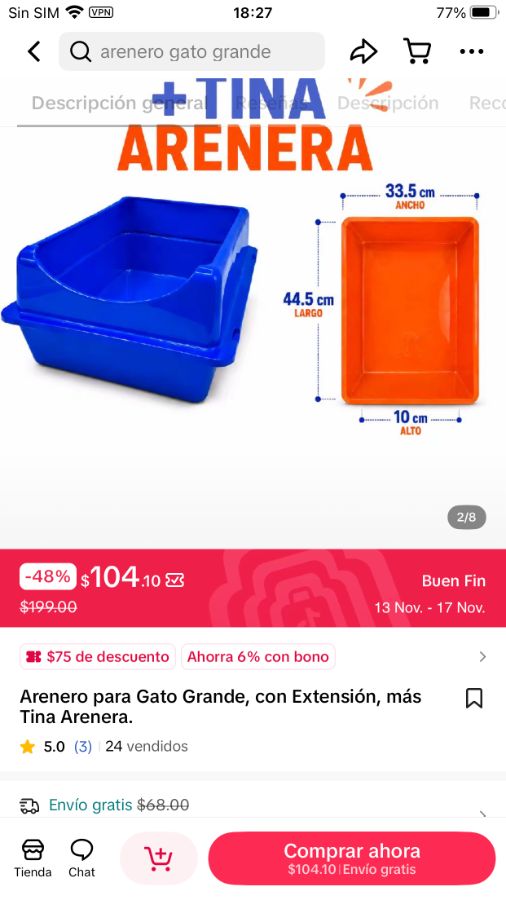 Sin SIM VPN 18:27 77%
arenero gato grande
Descripción general Reseñas Descripción Reco
+ TINA
ARENERA
33.5 cm
ANCHO
44.5 cm
LARGO
10 cm
ALTO
2/8
-48% $104.10
$199.00
Buen Fin
13 Nov. - 17 Nov.
$75 de descuento Ahorra 6% con bono
Arenero para Gato Grande, con Extensión, más
Tina Arenera.
5.0 (3) 24 vendidos
Envío gratis $68.00
Tienda
Chat
Comprar ahora
$104.10 | Envío gratis